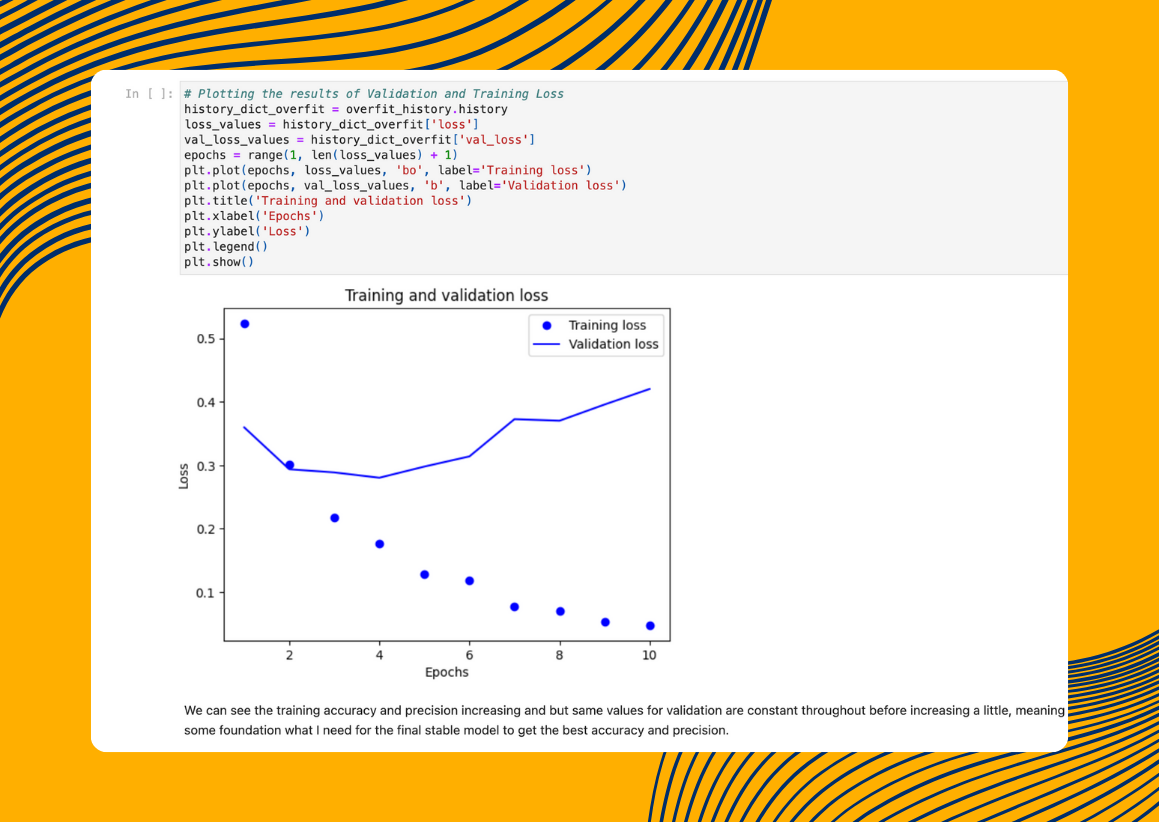 In [ ]: # Plotting the results of Validation and Training Loss
history_dict_overfit = overfit_history.history
loss_values = history_dict_overfit['loss']
val_loss_values = history_dict_overfit['val_loss']
epochs = range(1, len(loss_values) + 1)
plt.plot(epochs, loss_values, 'bo', label='Training loss')
plt.plot(epochs, val_loss_values, 'b', label='Validation loss')
plt.title('Training and validation loss')
plt.xlabel('Epochs')
plt.ylabel('Loss')
plt.legend()
plt.show()
Training and validation loss
Training loss
Validation loss
0.5
0.4
0.3
0.2
0.1
Loss
2 4 6 8 10
Epochs
We can see the training accuracy and precision increasing and but same values for validation are constant throughout before increasing a little, meaning
some foundation what I need for the final stable model to get the best accuracy and precision.